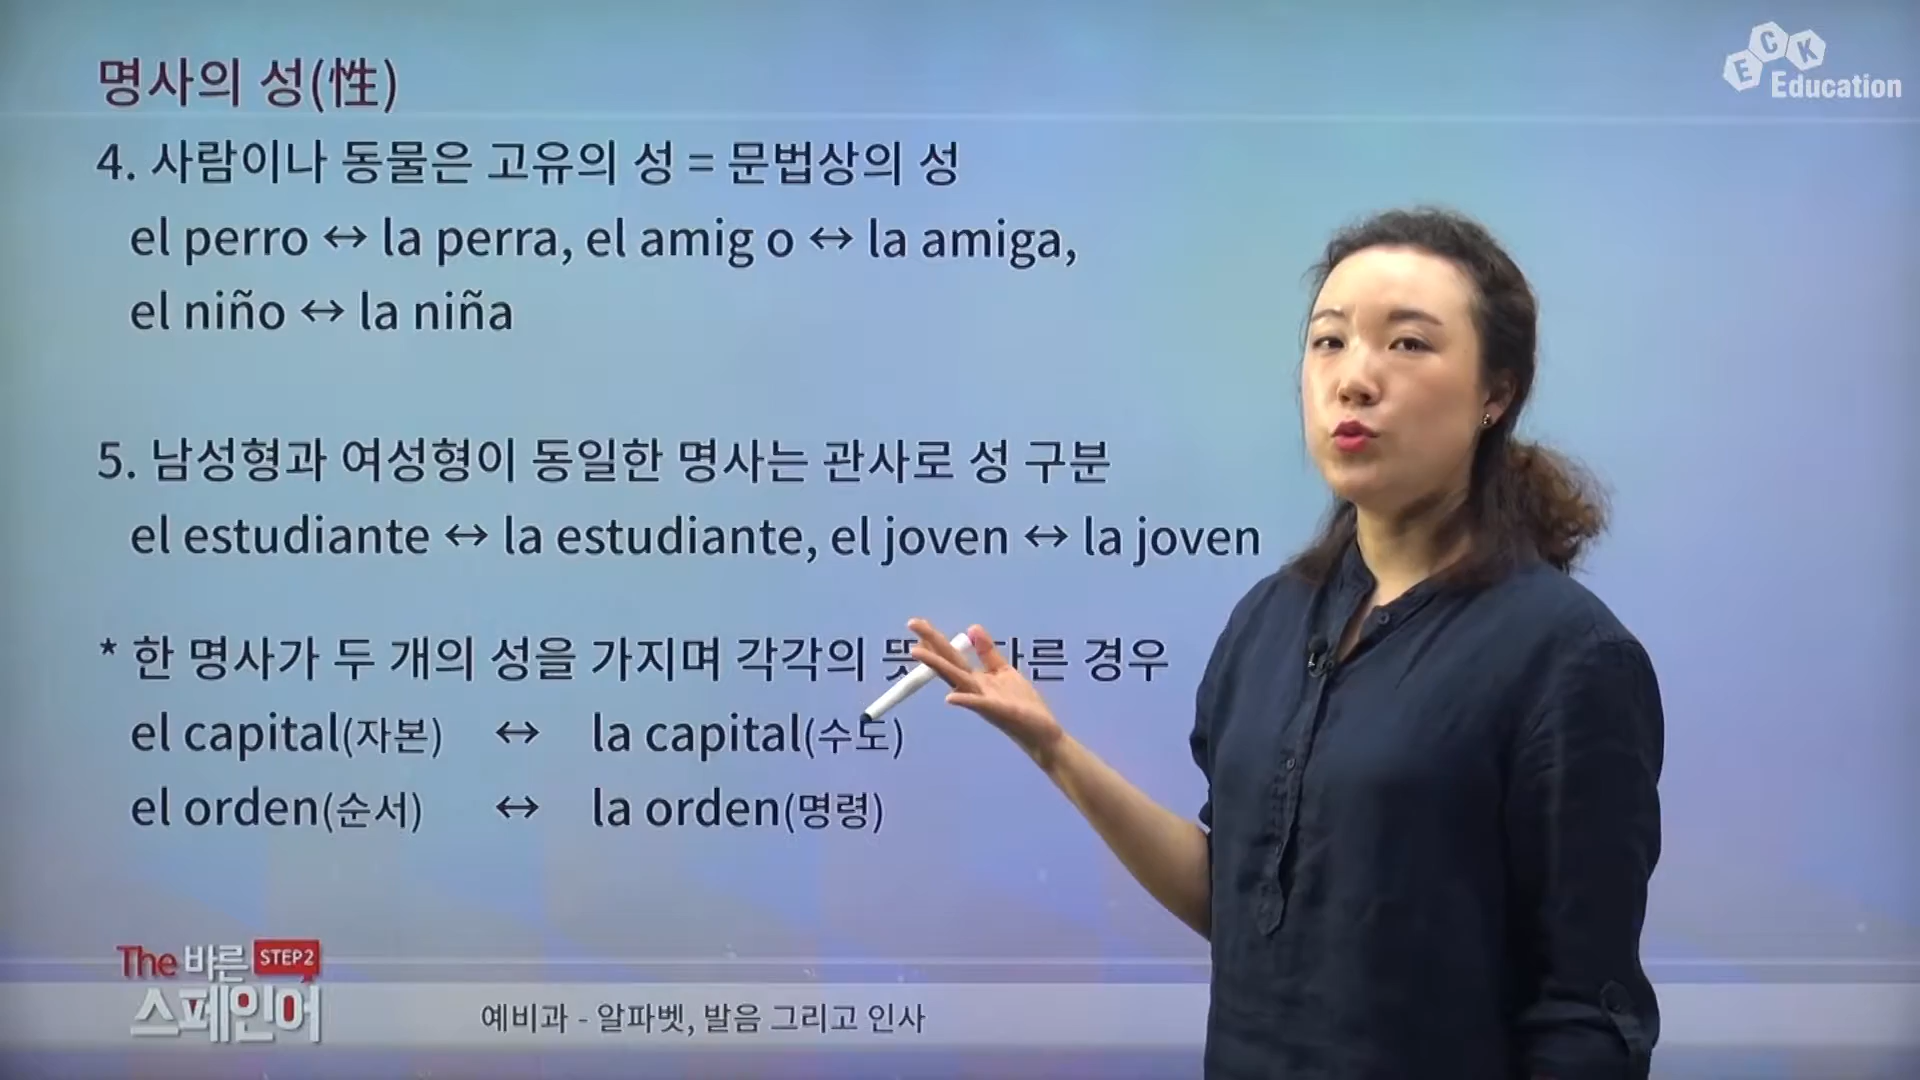 ECK
Education
명사의 성(性)
4. 사람이나 동물은 고유의 성 = 문법상의 성
el perro ↔ la perra, el amig o ↔ la amiga,
el niño ↔ la niña
5. 남성형과 여성형이 동일한 명사는 관사로 성 구분
el estudiante ↔ la estudiante, el joven ↔ la joven
* 한 명사가 두 개의 성을 가지며 각각의 경우
el capital(자본) ↔ la capital(수도)
el orden(순서) ↔ la orden(명령)
The 바른 STEP2
스페인어
예비과 - 알파벳, 발음 그리고 인사